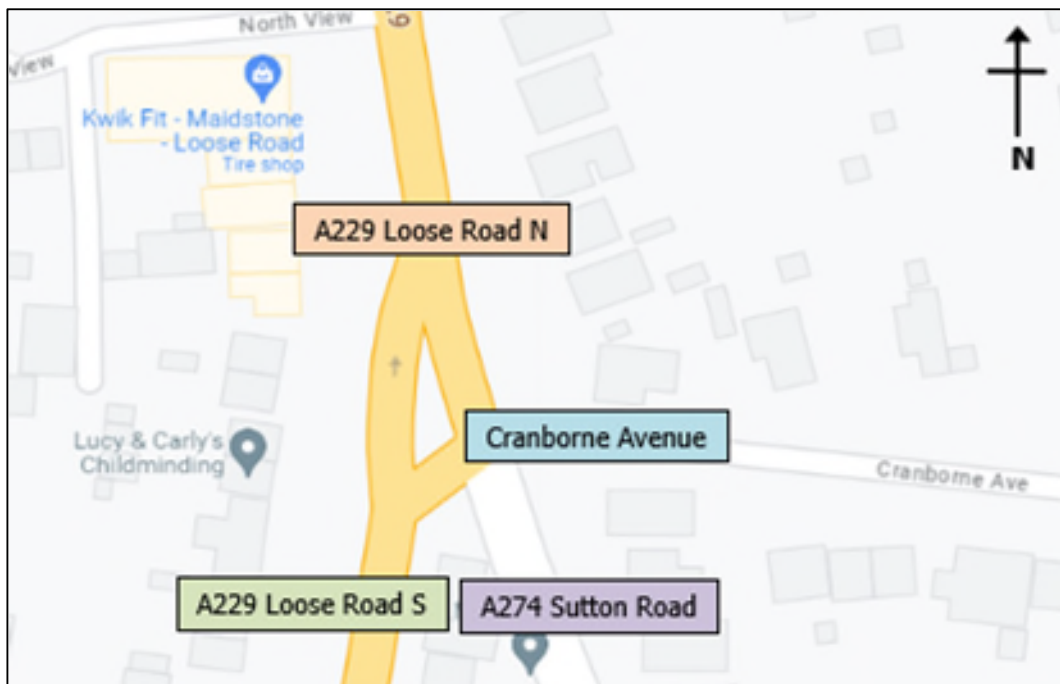 North View
View
Kwik Fit - Maidstone
- Loose Road
Tire shop
N
A229 Loose Road N
Cranborne Avenue
Lucy & Carly's
Childminding
Cranborne Ave
A229 Loose Road S
A274 Sutton Road